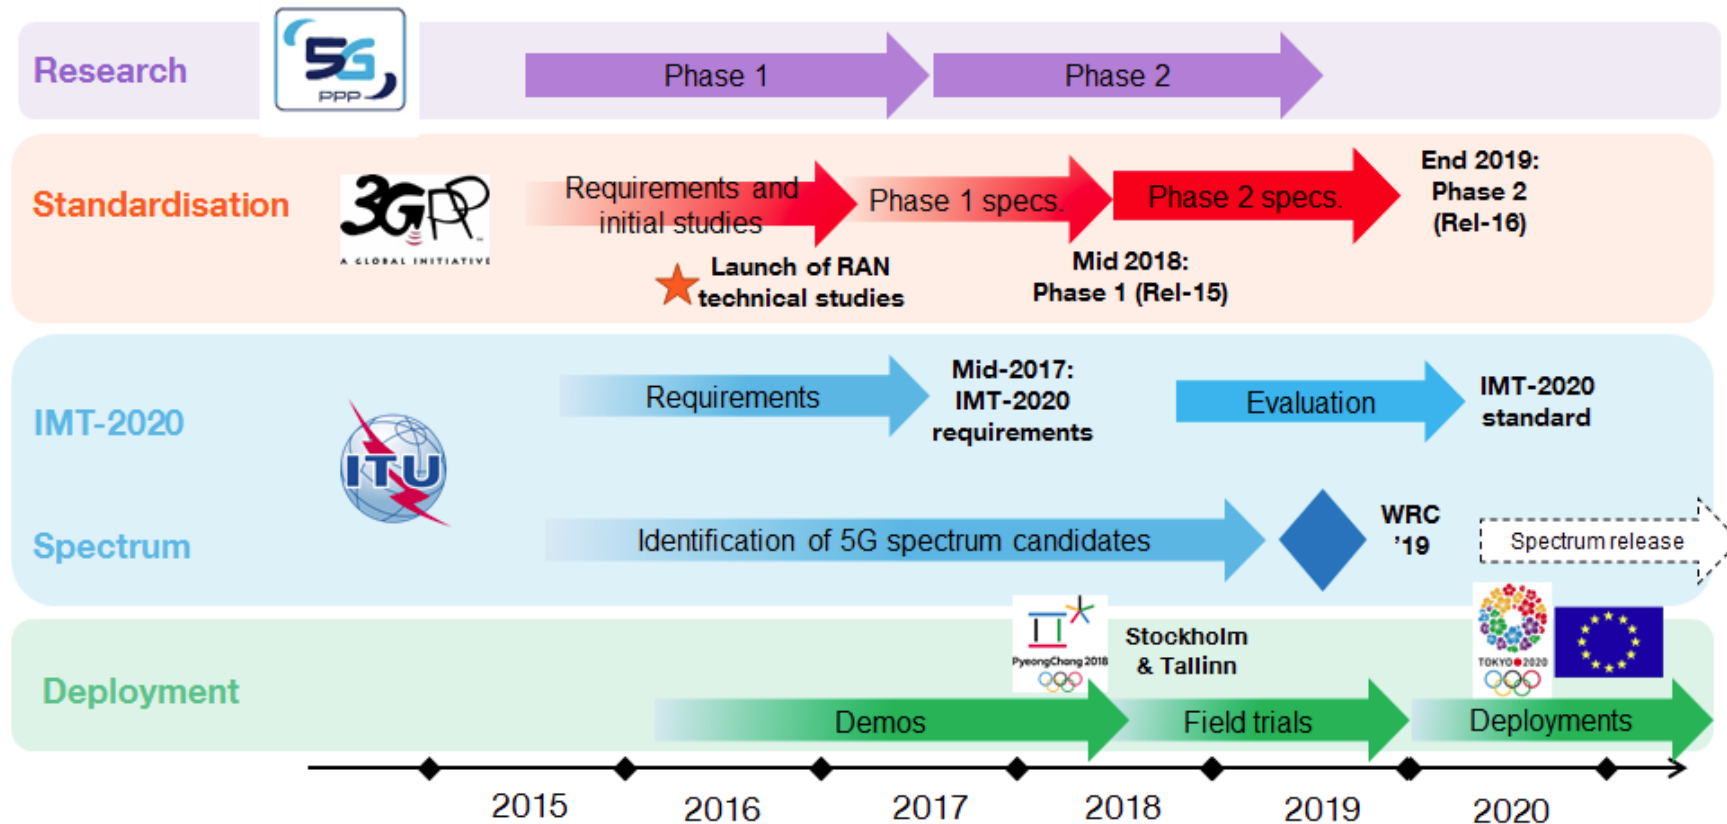 Research
5G
PPP
Phase 1
Phase 2
Standardisation
3GPP
A GLOBAL INITIATIVE
Requirements and
initial studies
Phase 1 specs.
Phase 2 specs.
End 2019:
Phase 2
(Rel-16)
Launch of RAN
technical studies
Mid 2018:
Phase 1 (Rel-15)
IMT-2020
ITU
Requirements
Mid-2017:
IMT-2020
requirements
Evaluation
IMT-2020
standard
Spectrum
Identification of 5G spectrum candidates
WRC
’19
Spectrum release
Deployment
PyeongChang 2018
Stockholm
& Tallinn
TOKYO 2020
Demos
Field trials
Deployments
2015
2016
2017
2018
2019
2020